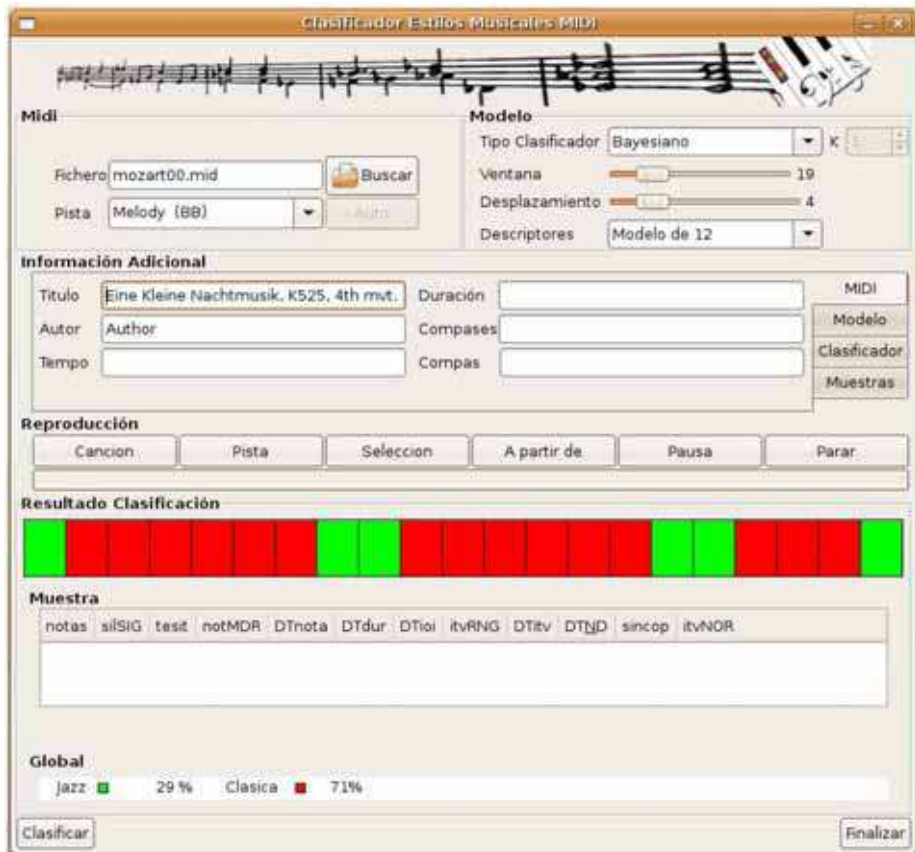 Clasificador Estilos Musicales MIDI
Midi
Fichero mozart00.mid Buscar
Pista Melody (BB) Auto
Modelo
Tipo Clasificador Bayesiano K
Ventana 19
Desplazamiento 4
Descriptores Modelo de 12
Información Adicional
Titulo Eine Kleine Nachtmusik, K525, 4th mvt. Duración
Autor Author Compases
Tempo Compas
MIDI
Modelo
Clasificador
Muestras
Reproducción
Cancion Pista Seleccion A partir de Pausa Parar
Resultado Clasificación
Muestra
notas silSIG tesit notMDR DTnota DTdur DTioi itvRNG DTitv DTND sincop itvNOR
Global
Jazz 29 % Clasica 71%
Clasificar Finalizar